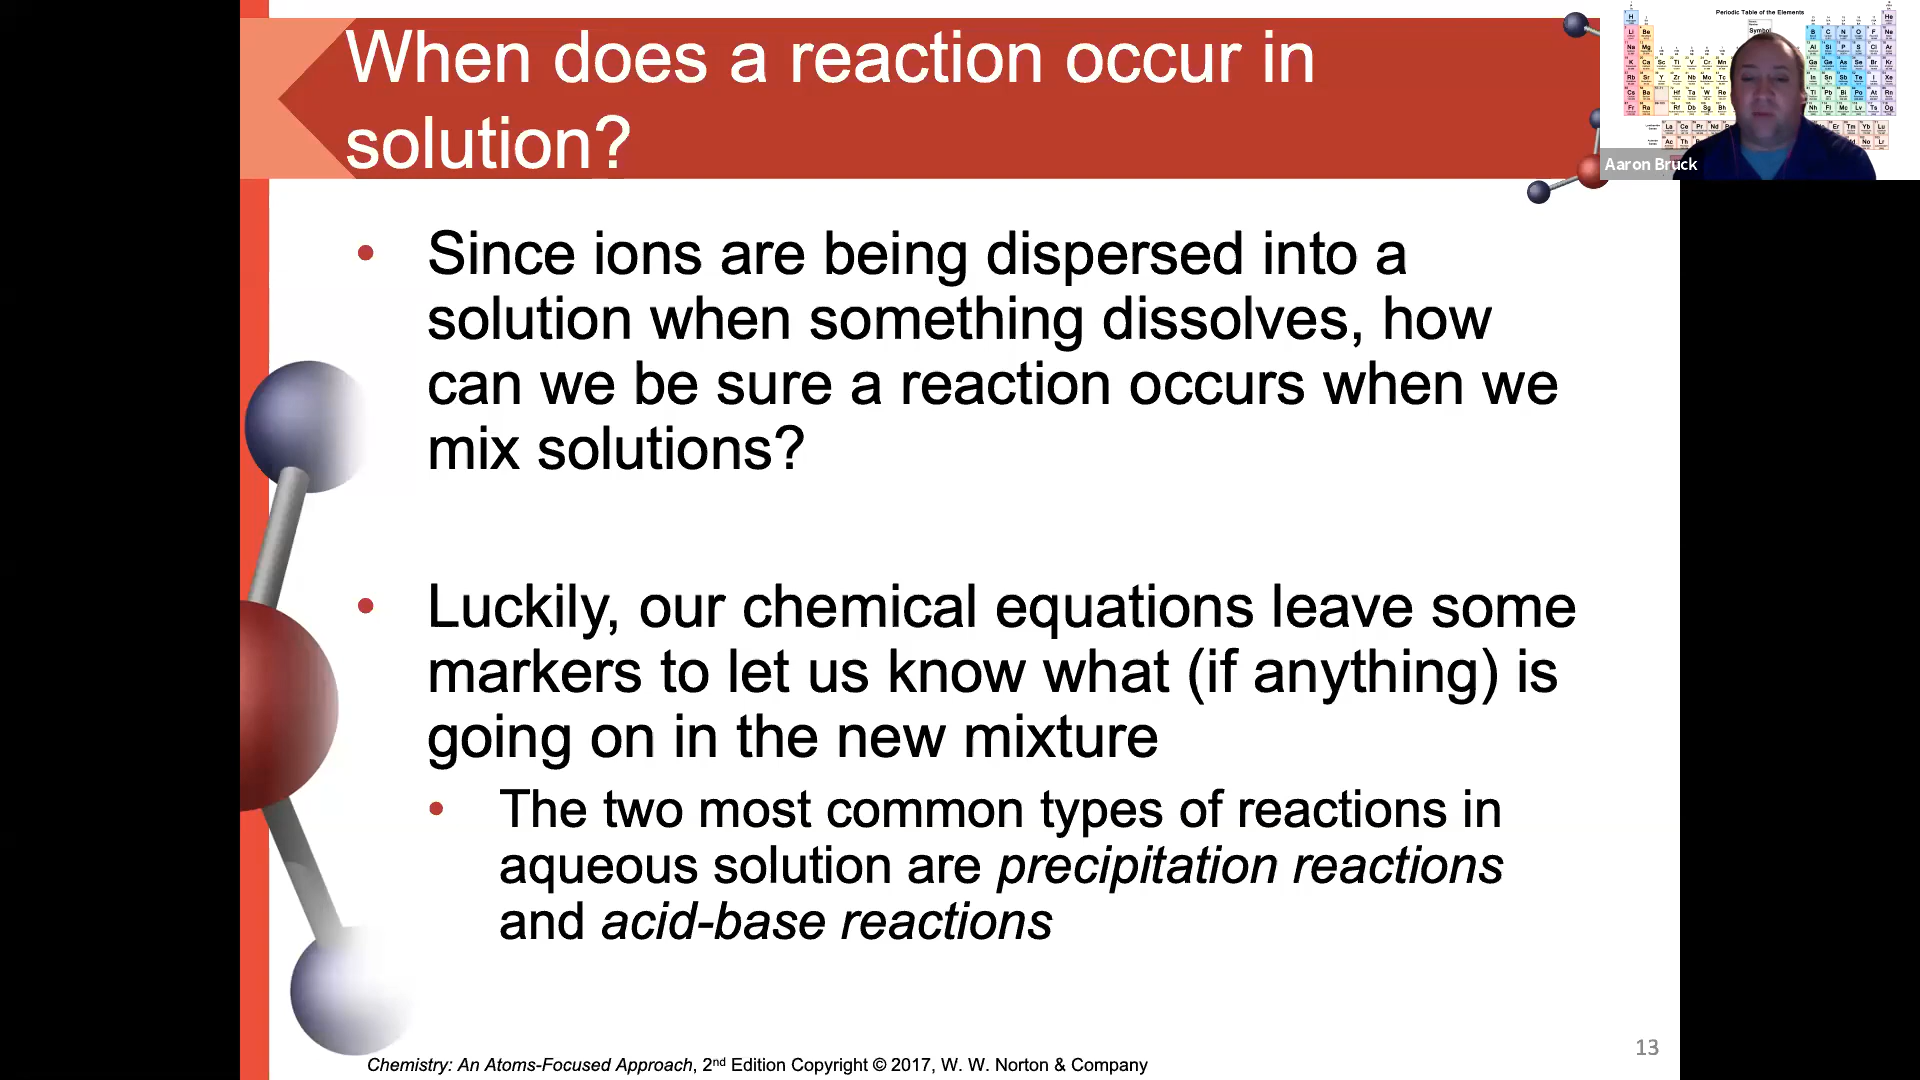 When does a reaction occur in
solution?
Periodic Table of the Elements
Aaron Bruck
• Since ions are being dispersed into a
solution when something dissolves, how
can we be sure a reaction occurs when we
mix solutions?
• Luckily, our chemical equations leave some
markers to let us know what (if anything) is
going on in the new mixture
• The two most common types of reactions in
aqueous solution are precipitation reactions
and acid-base reactions
13
Chemistry: An Atoms-Focused Approach, 2nd Edition Copyright © 2017, W. W. Norton & Company